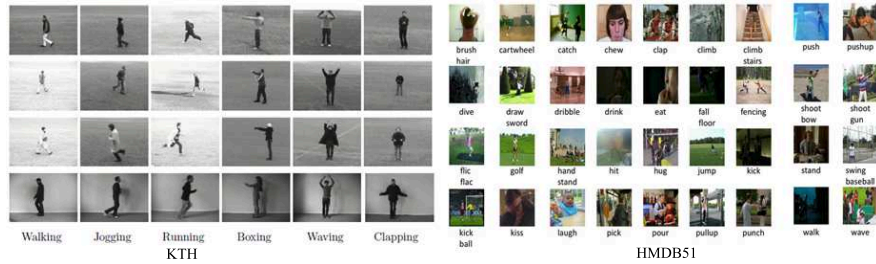 brush cartwheel catch chew clap climb climb push pushup
hair stairs
dive draw dribble drink eat fall fencing shoot shoot
sword floor bow gun
flic golf hand hit hug jump kick stand swing
flac stand baseball
kick kiss laugh pick pour pullup punch walk wave
ball
Walking Jogging Running Boxing Waving Clapping
KTH HMDB51